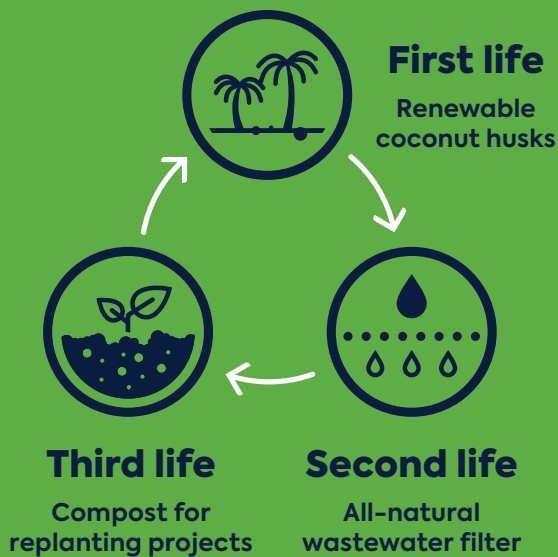 First life
Renewable
coconut husks
Third life
Compost for
replanting projects
Second life
All-natural
wastewater filter